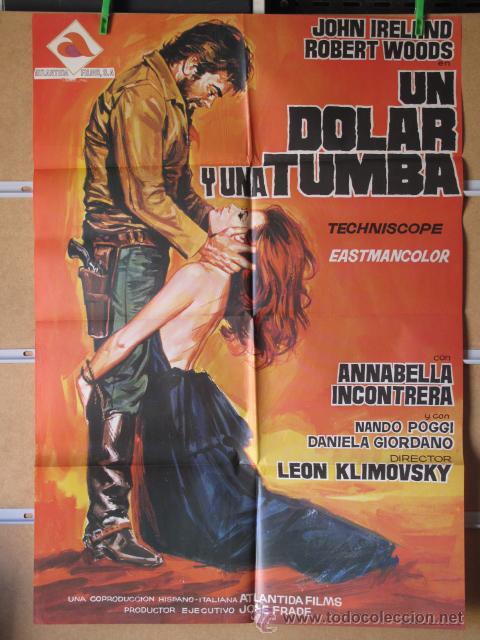 ATLANTIDA FILMS, S.A
JOHN IRELAND
ROBERT WOODS
en
UN
DOLAR
Y UNA TUMBA
TECHNISCOPE
EASTMANCOLOR
con
ANNABELLA
INCONTRERA
y con
NANDO POGGI
DANIELA GIORDANO
DIRECTOR
LEON KLIMOVSKY
UNA COPRODUCCION HISPANO-ITALIANA ATLANTIDA FILMS
PRODUCTOR EJECUTIVO JOSE FRADE
www.todocoleccion.net